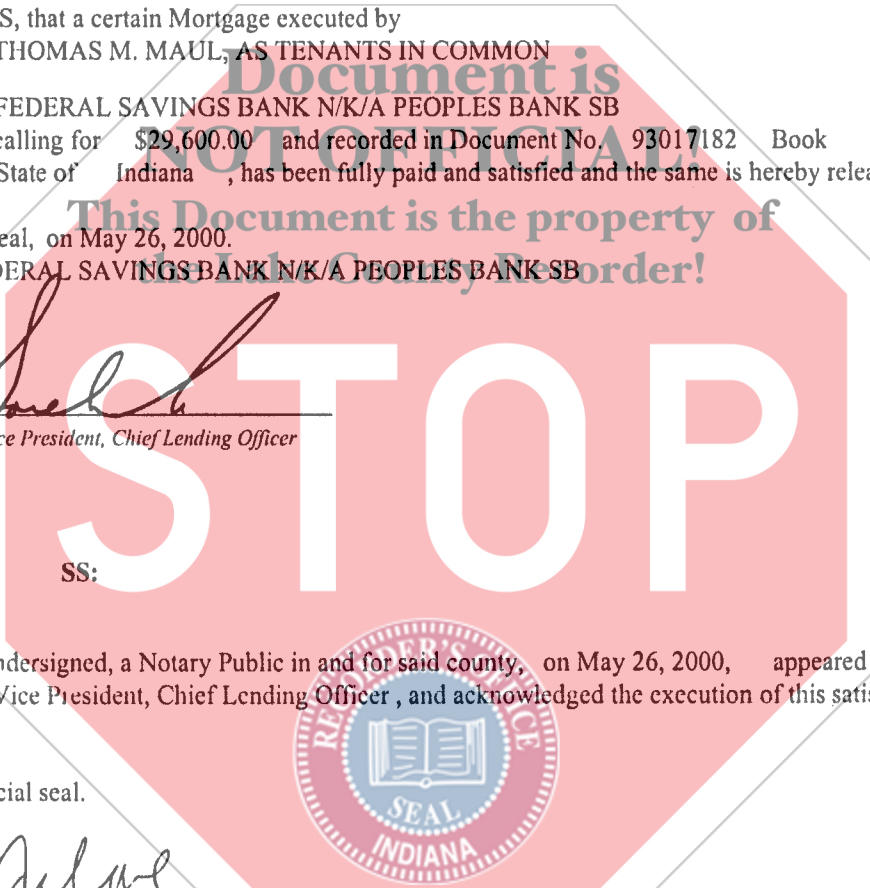 S, that a certain Mortgage executed by
THOMAS M. MAUL, AS TENANTS IN COMMON
Document is
FEDERAL SAVINGS BANK N/K/A PEOPLES BANK SB
calling for $29,600.00 and recorded in Document No. 93017182 Book
NOT OFFICIAL!
State of Indiana , has been fully paid and satisfied and the same is hereby relea
This Document is the property of
eal, on May 26, 2000.
the Lake County Recorder!
DERAL SAVINGS BANK N/K/A PEOPLES BANK SB
ce President, Chief Lending Officer
STOP
SS:
ndersigned, a Notary Public in and for said county, on May 26, 2000, appeared
Vice President, Chief Lending Officer , and acknowledged the execution of this satis
RECORDER'S OFFICE
SEAL
INDIANA
cial seal.